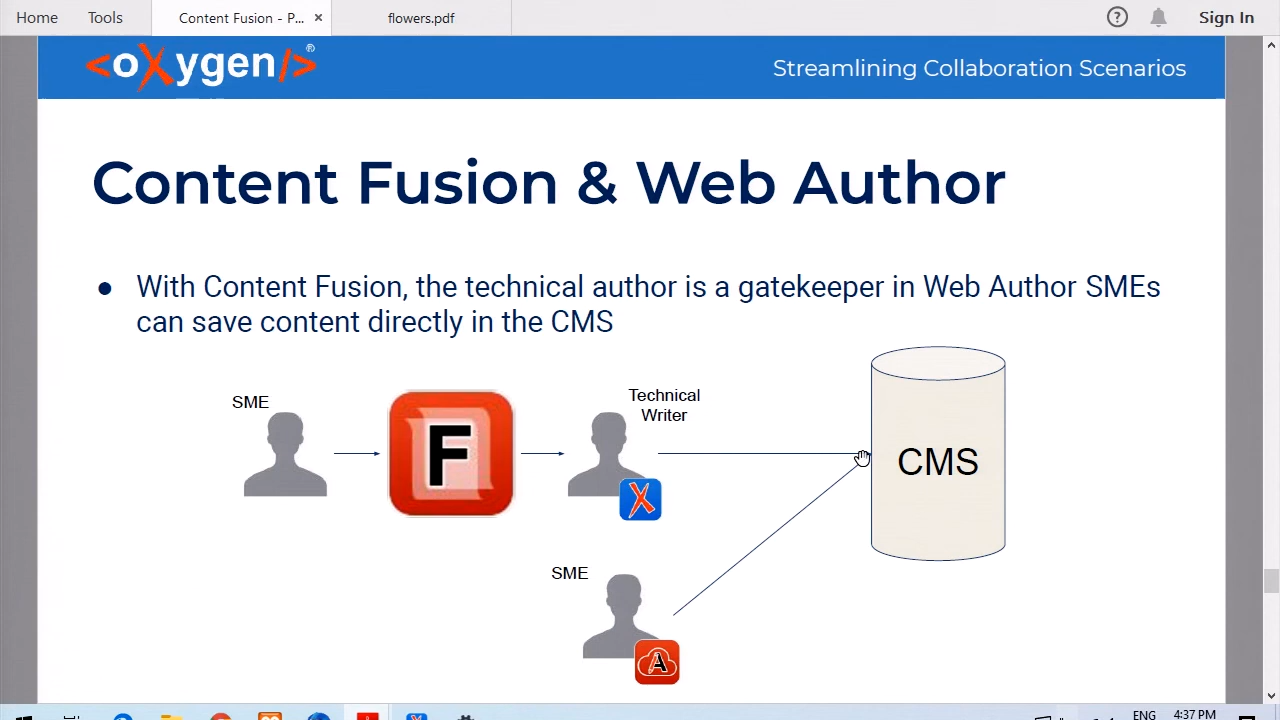 Home Tools Content Fusion - P... × flowers.pdf ? Sign In
<oXygen/>® Streamlining Collaboration Scenarios
Content Fusion & Web Author
● With Content Fusion, the technical author is a gatekeeper in Web Author SMEs
can save content directly in the CMS
SME
Technical
Writer
F
X
CMS
SME
A
ENG 4:37 PM